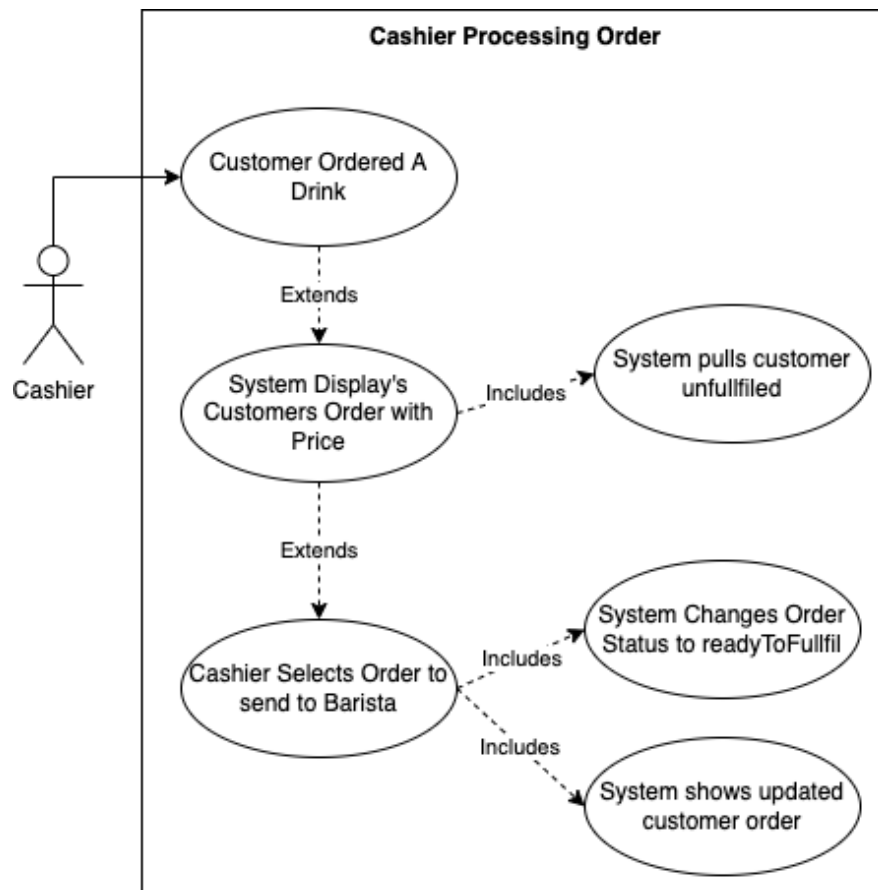 Cashier Processing Order
Customer Ordered A
Drink
Extends
Cashier
System Display's
Customers Order with
Price
Includes
System pulls customer
unfullfiled
Extends
Cashier Selects Order to
send to Barista
Includes
System Changes Order
Status to readyToFullfil
Includes
System shows updated
customer order